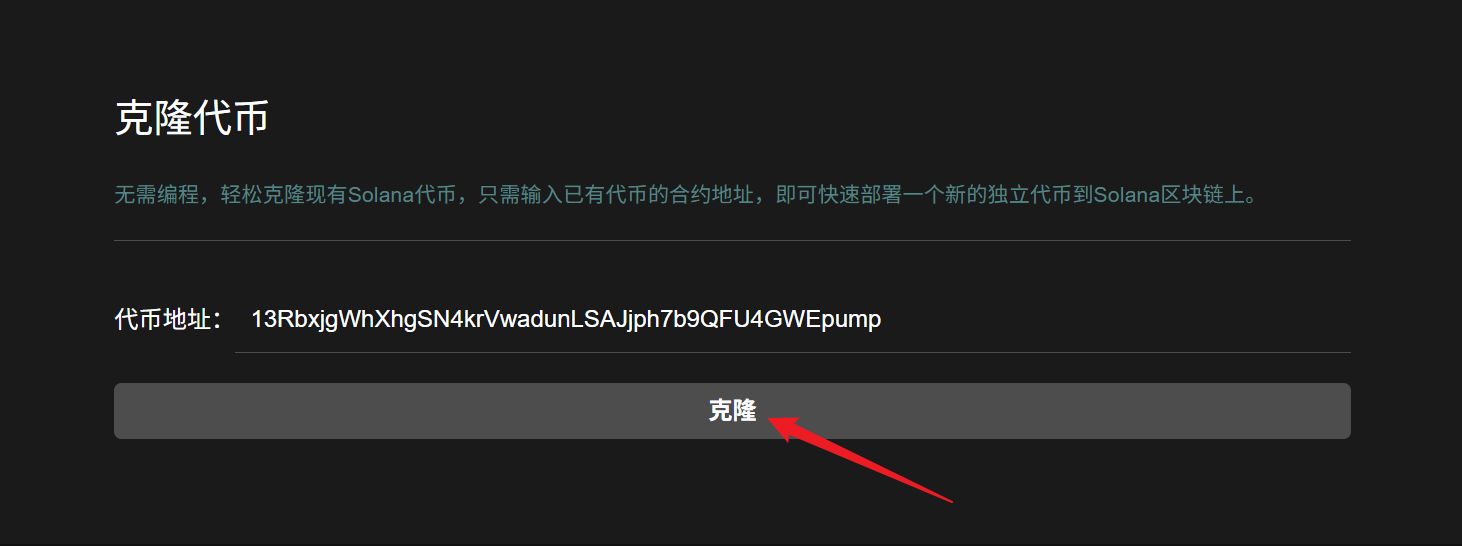 克隆代币
无需编程，轻松克隆现有Solana代币，只需输入已有代币的合约地址，即可快速部署一个新的独立代币到Solana区块链上。
代币地址： 13RbxjgWhXhgSN4krVwadunLSAJjph7b9QFU4GWEpump
克隆